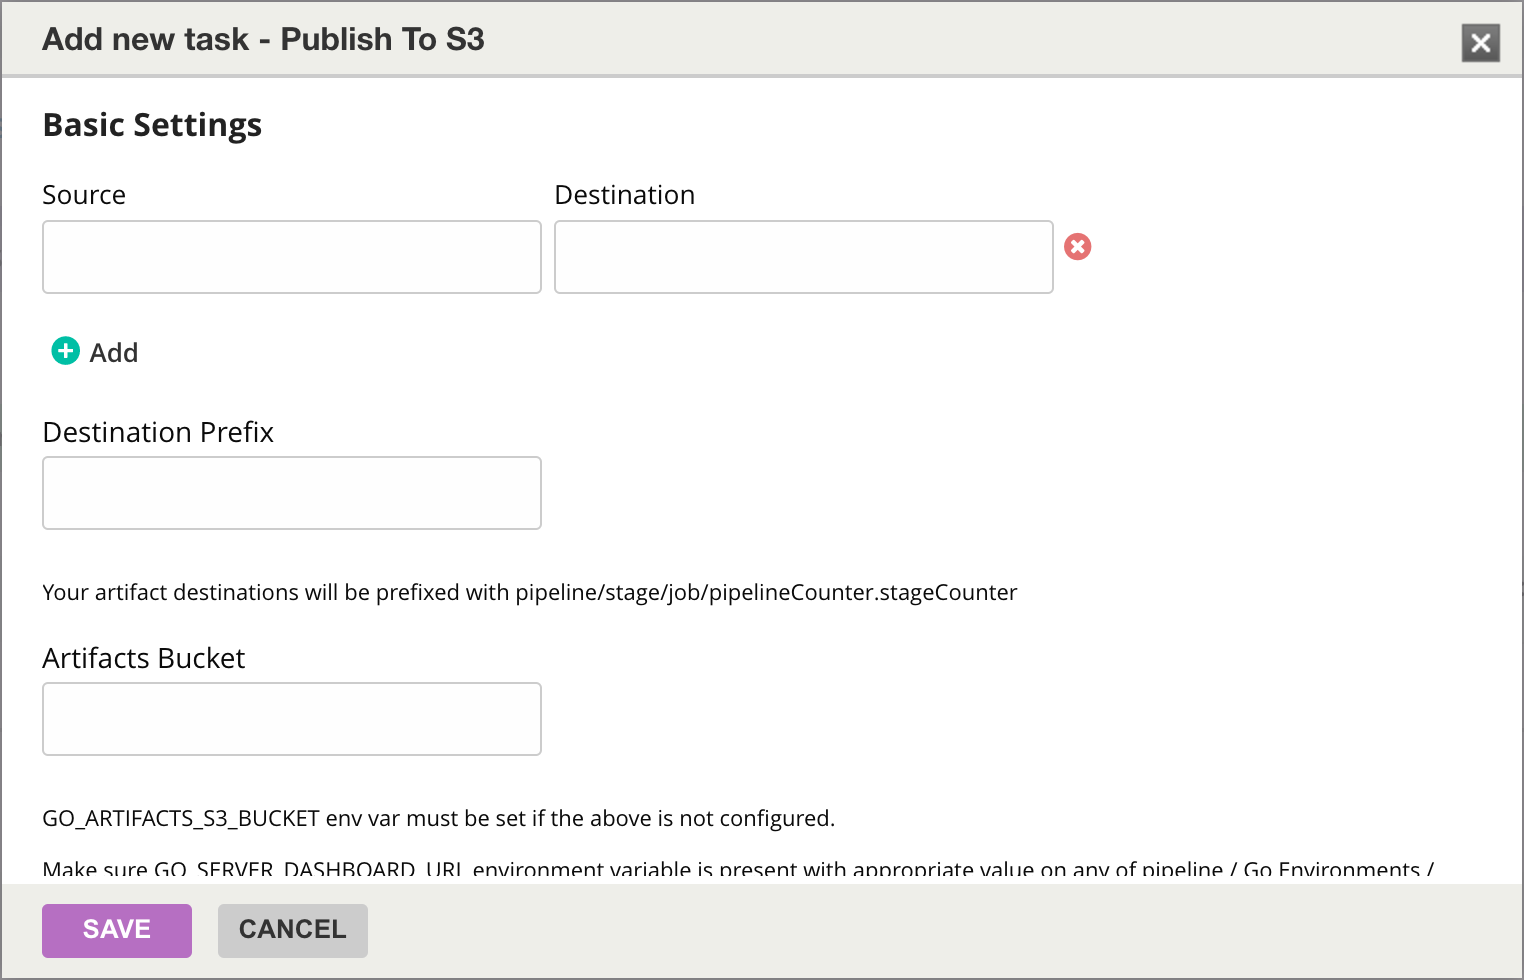 Add new task - Publish To S3
Basic Settings
Source
Destination
Add
Destination Prefix
Your artifact destinations will be prefixed with pipeline/stage/job/pipelineCounter.stageCounter
Artifacts Bucket
GO_ARTIFACTS_S3_BUCKET env var must be set if the above is not configured.
Make sure GO_SERVER_DASHBOARD_URL environment variable is present with appropriate value on any of pipeline / Go Environments /
SAVE
CANCEL